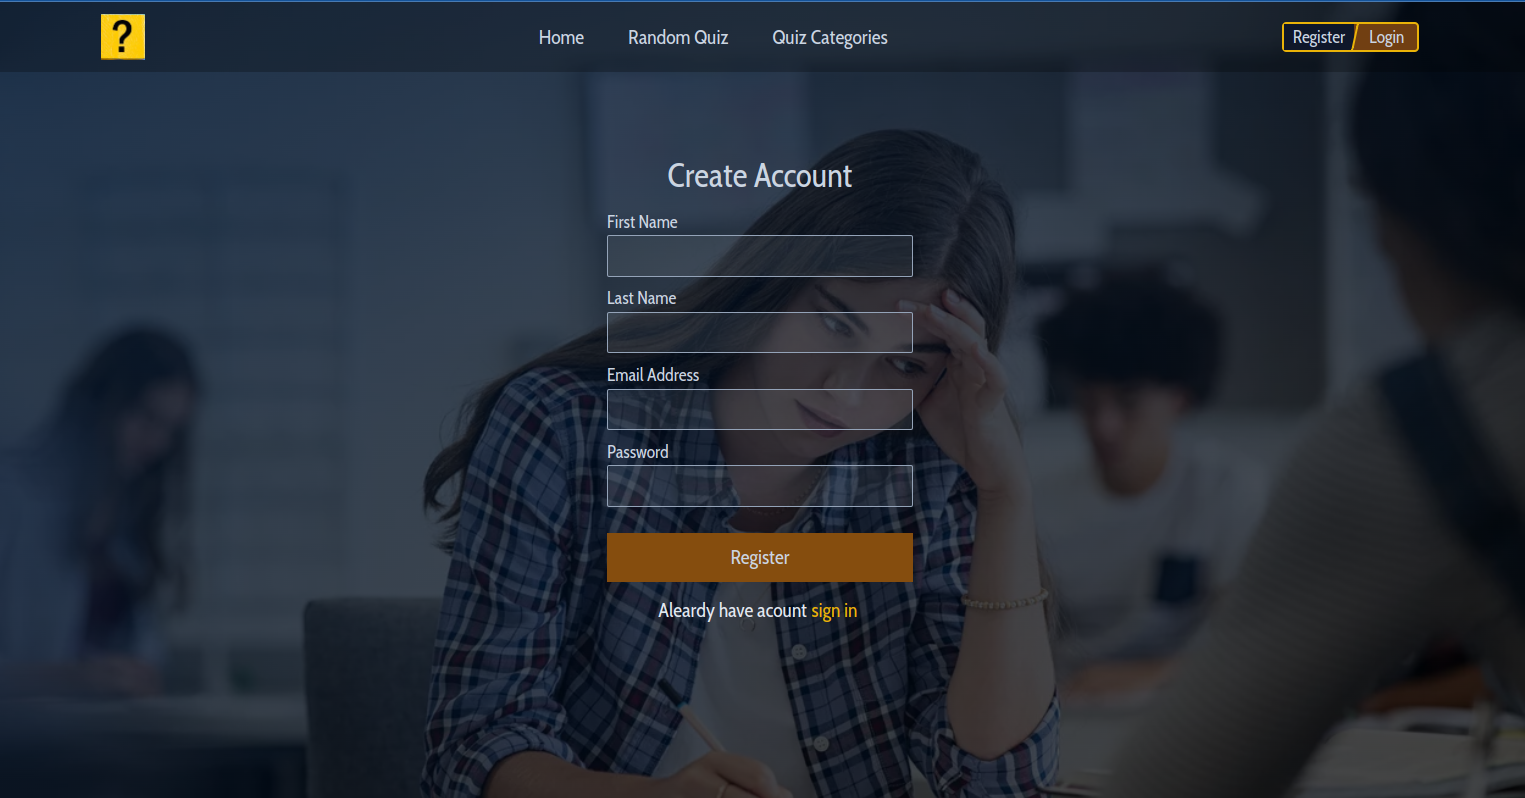 ?
Home
Random Quiz
Quiz Categories
Register
Login
Create Account
First Name
Last Name
Email Address
Password
Register
Aleardy have acount sign in